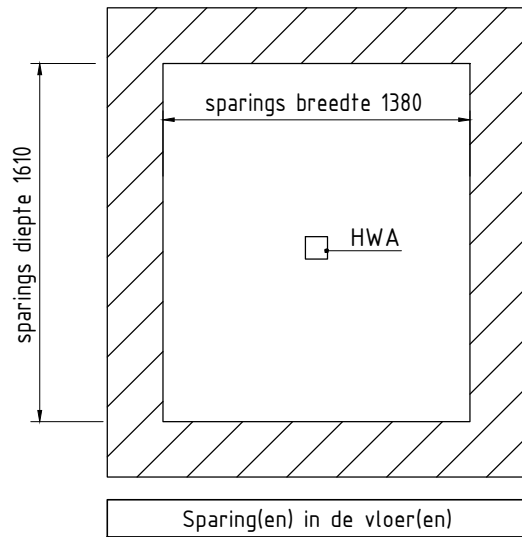 sparings breedte 1380
sparings diepte 1610
HWA
Sparing(en) in de vloer(en)